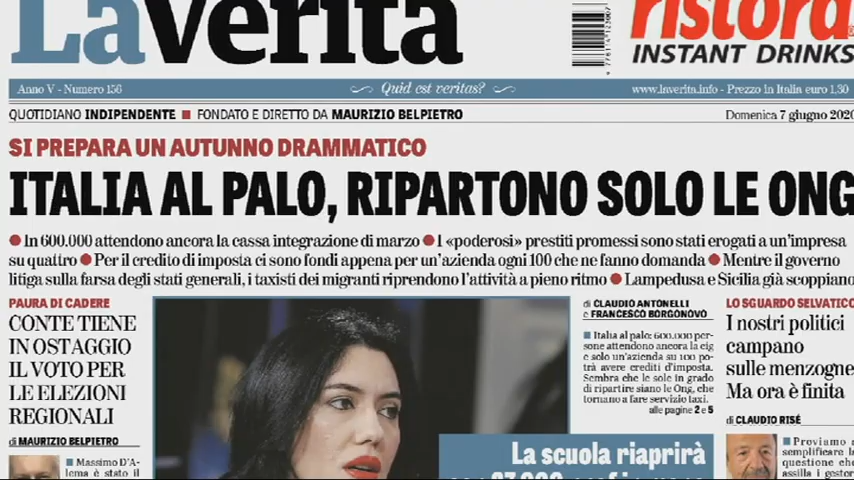 LaVerità
ristora
INSTANT DRINKS
Anno V - Numero 156
Quid est veritas?
www.laverita.info - Prezzo in Italia euro 1,30
QUOTIDIANO INDIPENDENTE ■ FONDATO E DIRETTO DA MAURIZIO BELPIETRO
Domenica 7 giugno 2020
SI PREPARA UN AUTUNNO DRAMMATICO
ITALIA AL PALO, RIPARTONO SOLO LE ONG
● In 600.000 attendono ancora la cassa integrazione di marzo ● I «poderosi» prestiti promessi sono stati erogati a un'impresa
su quattro ● Per il credito di imposta ci sono fondi appena per un'azienda ogni 100 che ne fanno domanda ● Mentre il governo
litiga sulla farsa degli stati generali, i taxisti dei migranti riprendono l'attività a pieno ritmo ● Lampedusa e Sicilia già scoppiano
PAURA DI CADERE
CONTE TIENE
IN OSTAGGIO
IL VOTO PER
LE ELEZIONI
REGIONALI
di MAURIZIO BELPIETRO
■ Massimo D'A-
lema è stato il
di CLAUDIO ANTONELLI
e FRANCESCO BORGONOVO
■ Italia al palo: 600.000 per-
sone attendono ancora la cig
e solo un'azienda su 100 po-
trà avere crediti d'imposta.
Sembra che le sole in grado
di ripartire siano le Ong, che
tornano a fare servizio taxi.
alle pagine 2 e 5
La scuola riaprirà
LO SGUARDO SELVATICO
I nostri politici
campano
sulle menzogne
Ma ora è finita
di CLAUDIO RISÉ
■ Proviamo a
semplificare la
questione che
assilla i gestor